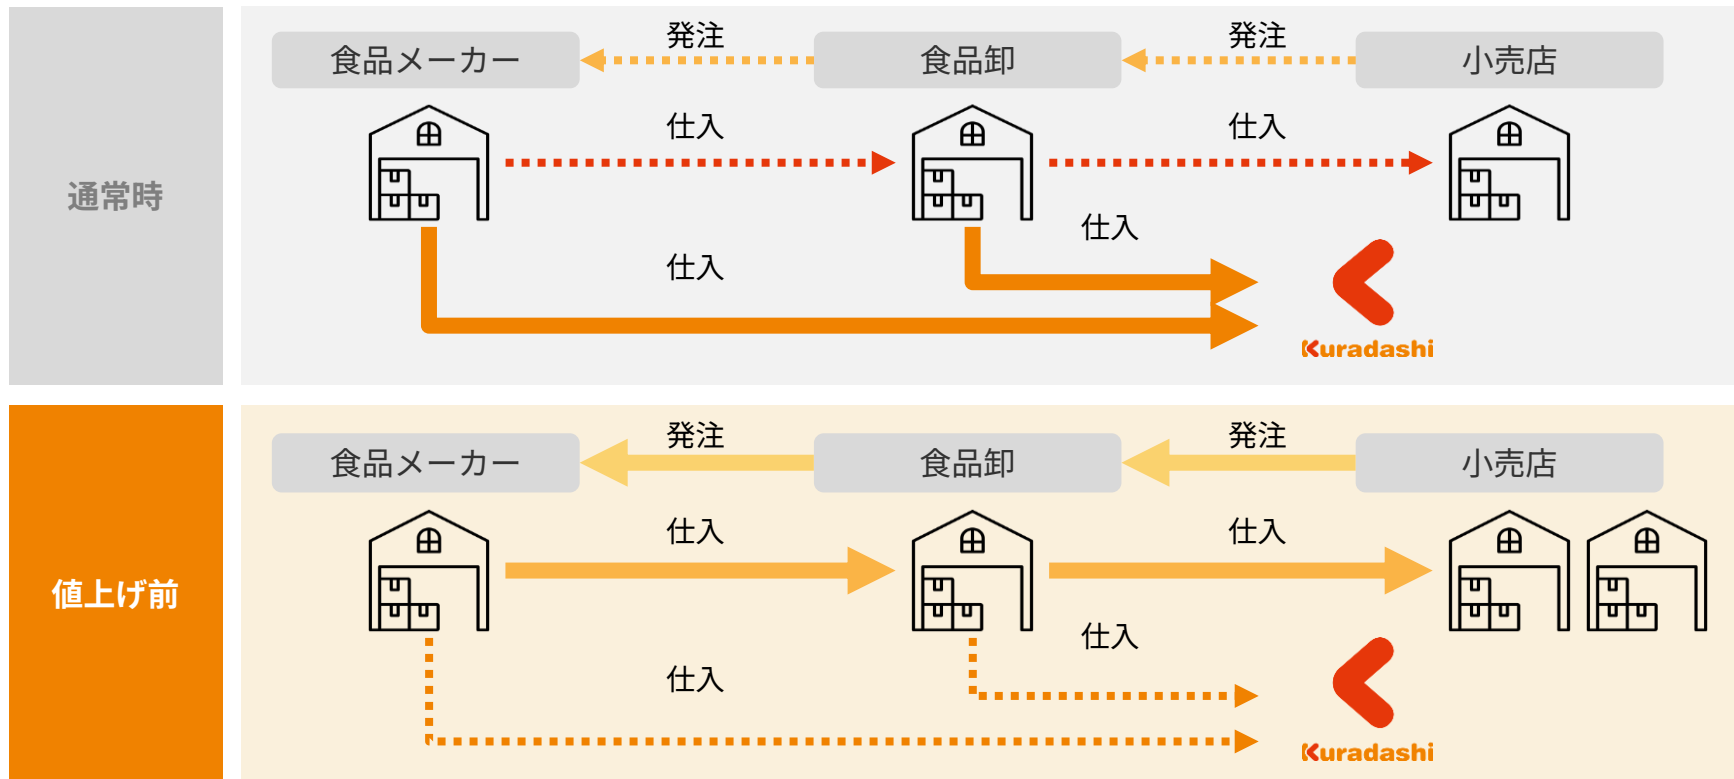 発注
発注
食品メーカー
食品卸
小売店
仕入
仕入
通常時
仕入
仕入
Kuradashi
発注
発注
食品メーカー
食品卸
小売店
仕入
仕入
値上げ前
仕入
仕入
Kuradashi